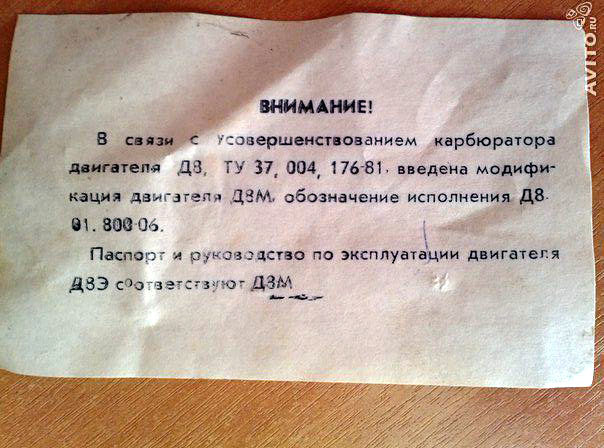 ВНИМАНИЕ!
В связи с усовершенствованием карбюратора
двигателя Д8, ТУ 37, 004, 176-81. введена модифи-
кация двигателя Д8М, обозначение исполнения Д8-
01. 800-06.
Паспорт и руководство по эксплуатации двигателя
Д8Э соответствуют Д8М
AVITO.RU